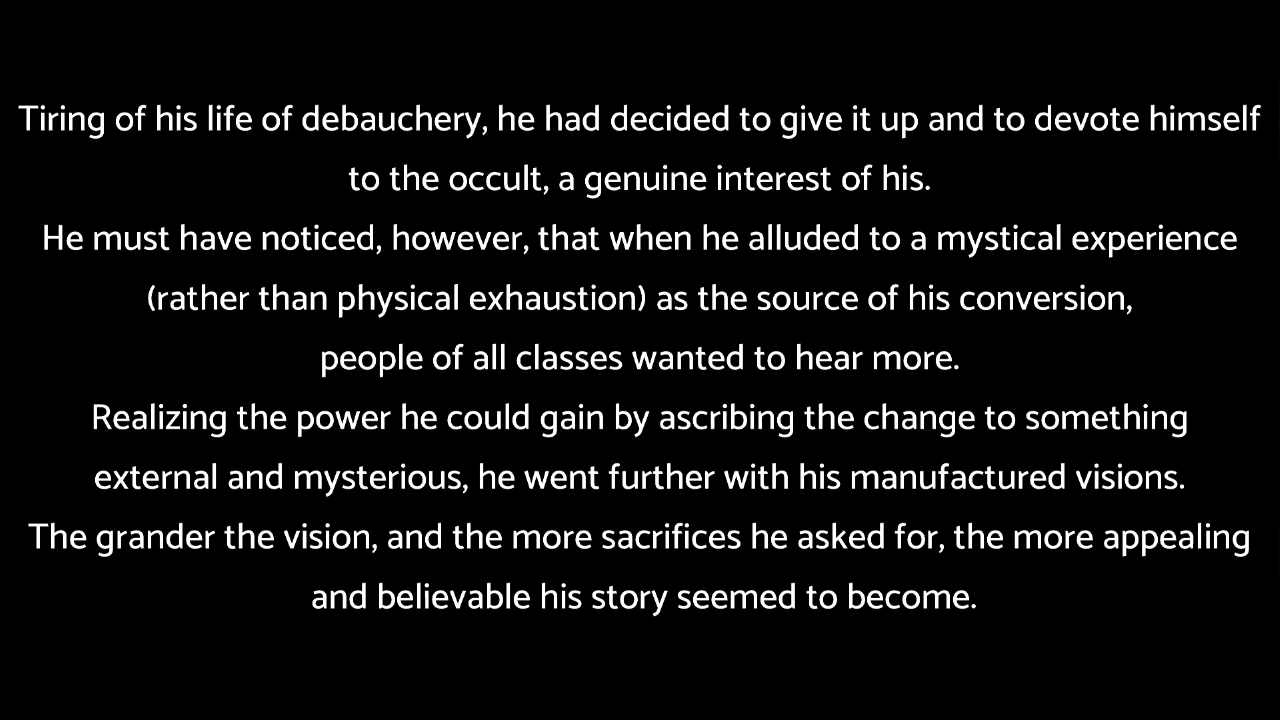 Tiring of his life of debauchery, he had decided to give it up and to devote himself
to the occult, a genuine interest of his.
He must have noticed, however, that when he alluded to a mystical experience
(rather than physical exhaustion) as the source of his conversion,
people of all classes wanted to hear more.
Realizing the power he could gain by ascribing the change to something
external and mysterious, he went further with his manufactured visions.
The grander the vision, and the more sacrifices he asked for, the more appealing
and believable his story seemed to become.